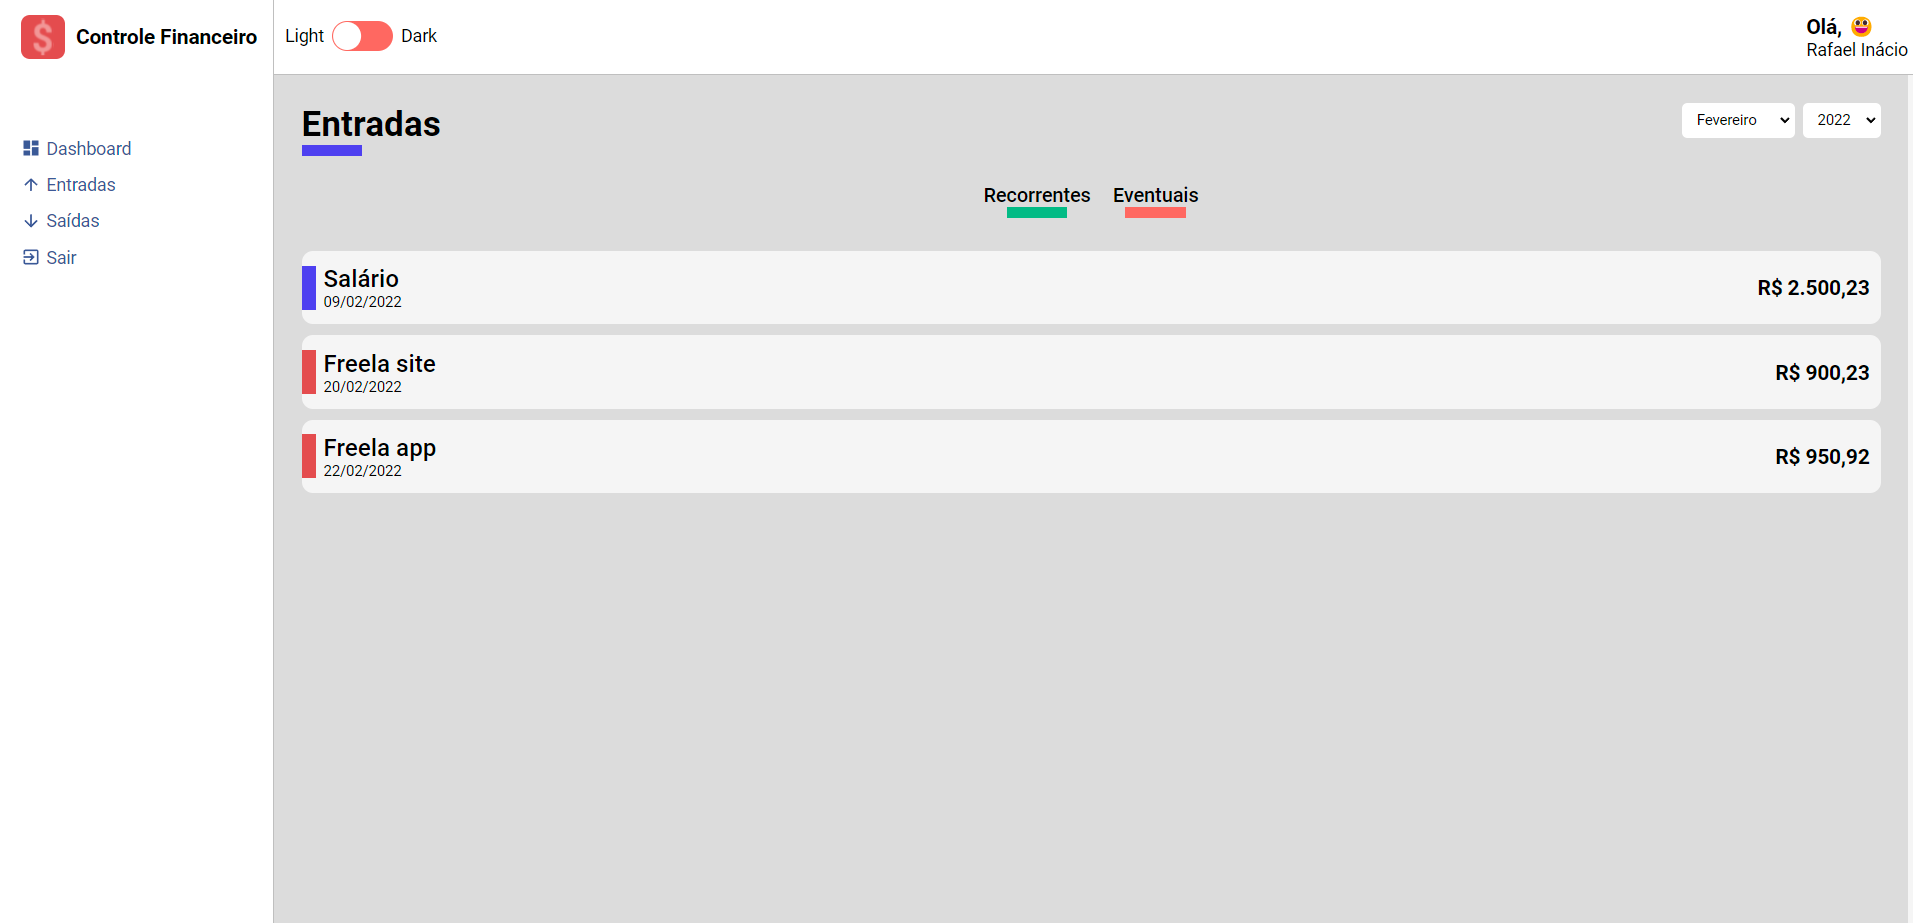 Controle Financeiro
Light Dark
Olá, 😀
Rafael Inácio
Dashboard
Entradas
Saídas
Sair
Entradas
Fevereiro 2022
Recorrentes Eventuais
Salário
09/02/2022
R$ 2.500,23
Freela site
20/02/2022
R$ 900,23
Freela app
22/02/2022
R$ 950,92